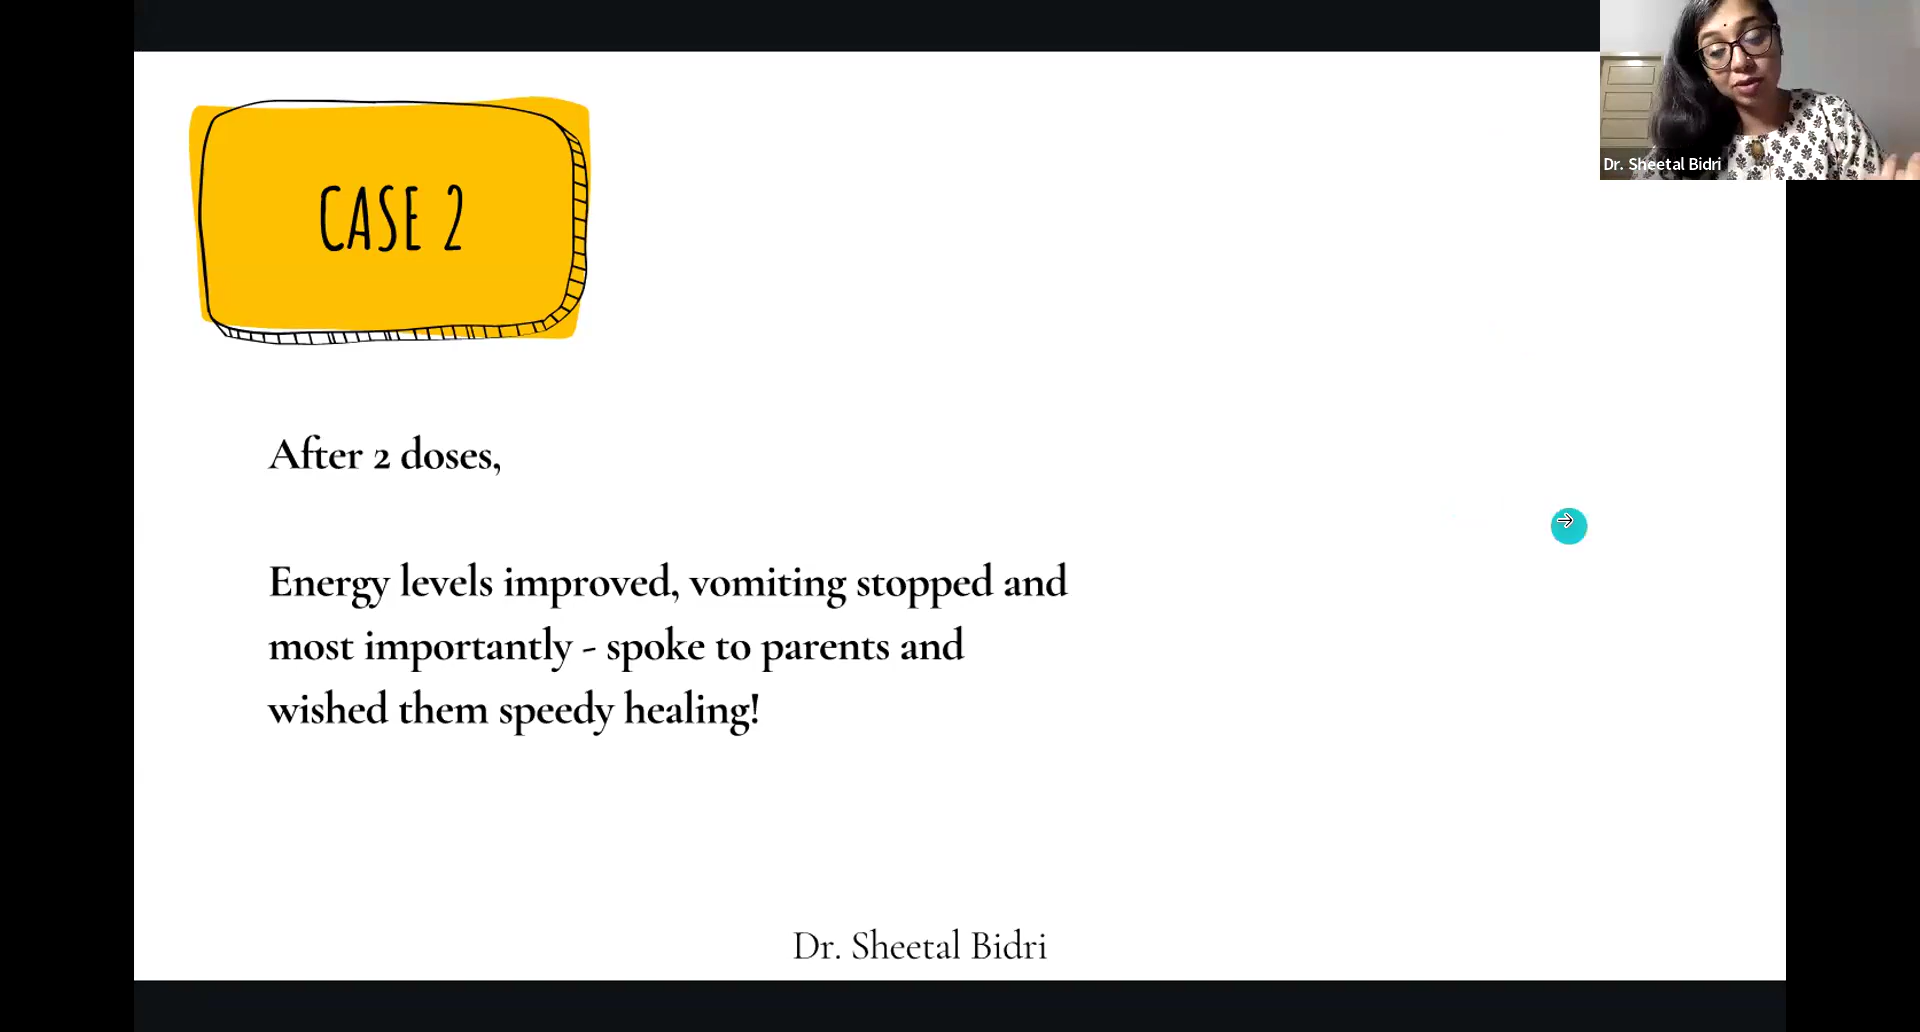 Dr. Sheetal Bidri
CASE 2
After 2 doses,
Energy levels improved, vomiting stopped and
most importantly - spoke to parents and
wished them speedy healing!
Dr. Sheetal Bidri